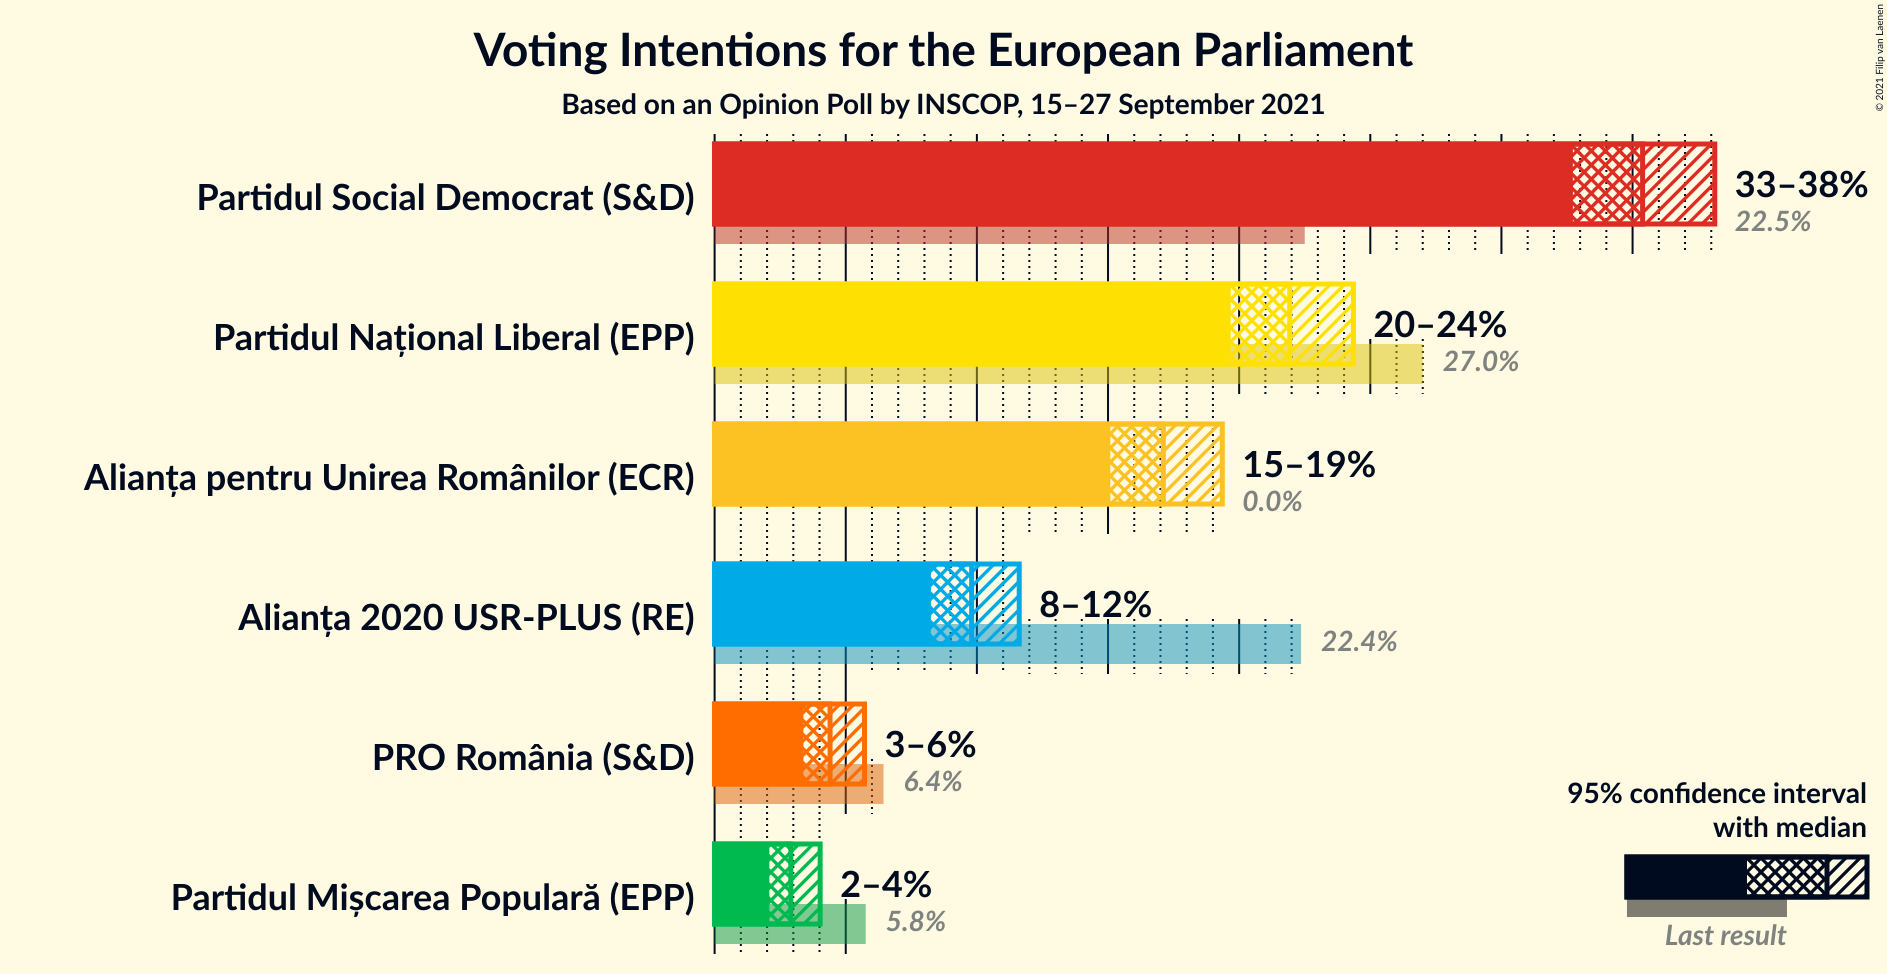 Voting Intentions for the European Parliament
Based on an Opinion Poll by INSCOP, 15–27 September 2021
© 2021 Filip van Laenen
Partidul Social Democrat (S&D)
33–38%
22.5%
Partidul Național Liberal (EPP)
20–24%
27.0%
Alianța pentru Unirea Românilor (ECR)
15–19%
0.0%
Alianța 2020 USR-PLUS (RE)
8–12%
22.4%
PRO România (S&D)
3–6%
6.4%
Partidul Mișcarea Populară (EPP)
2–4%
5.8%
95% confidence interval
with median
Last result